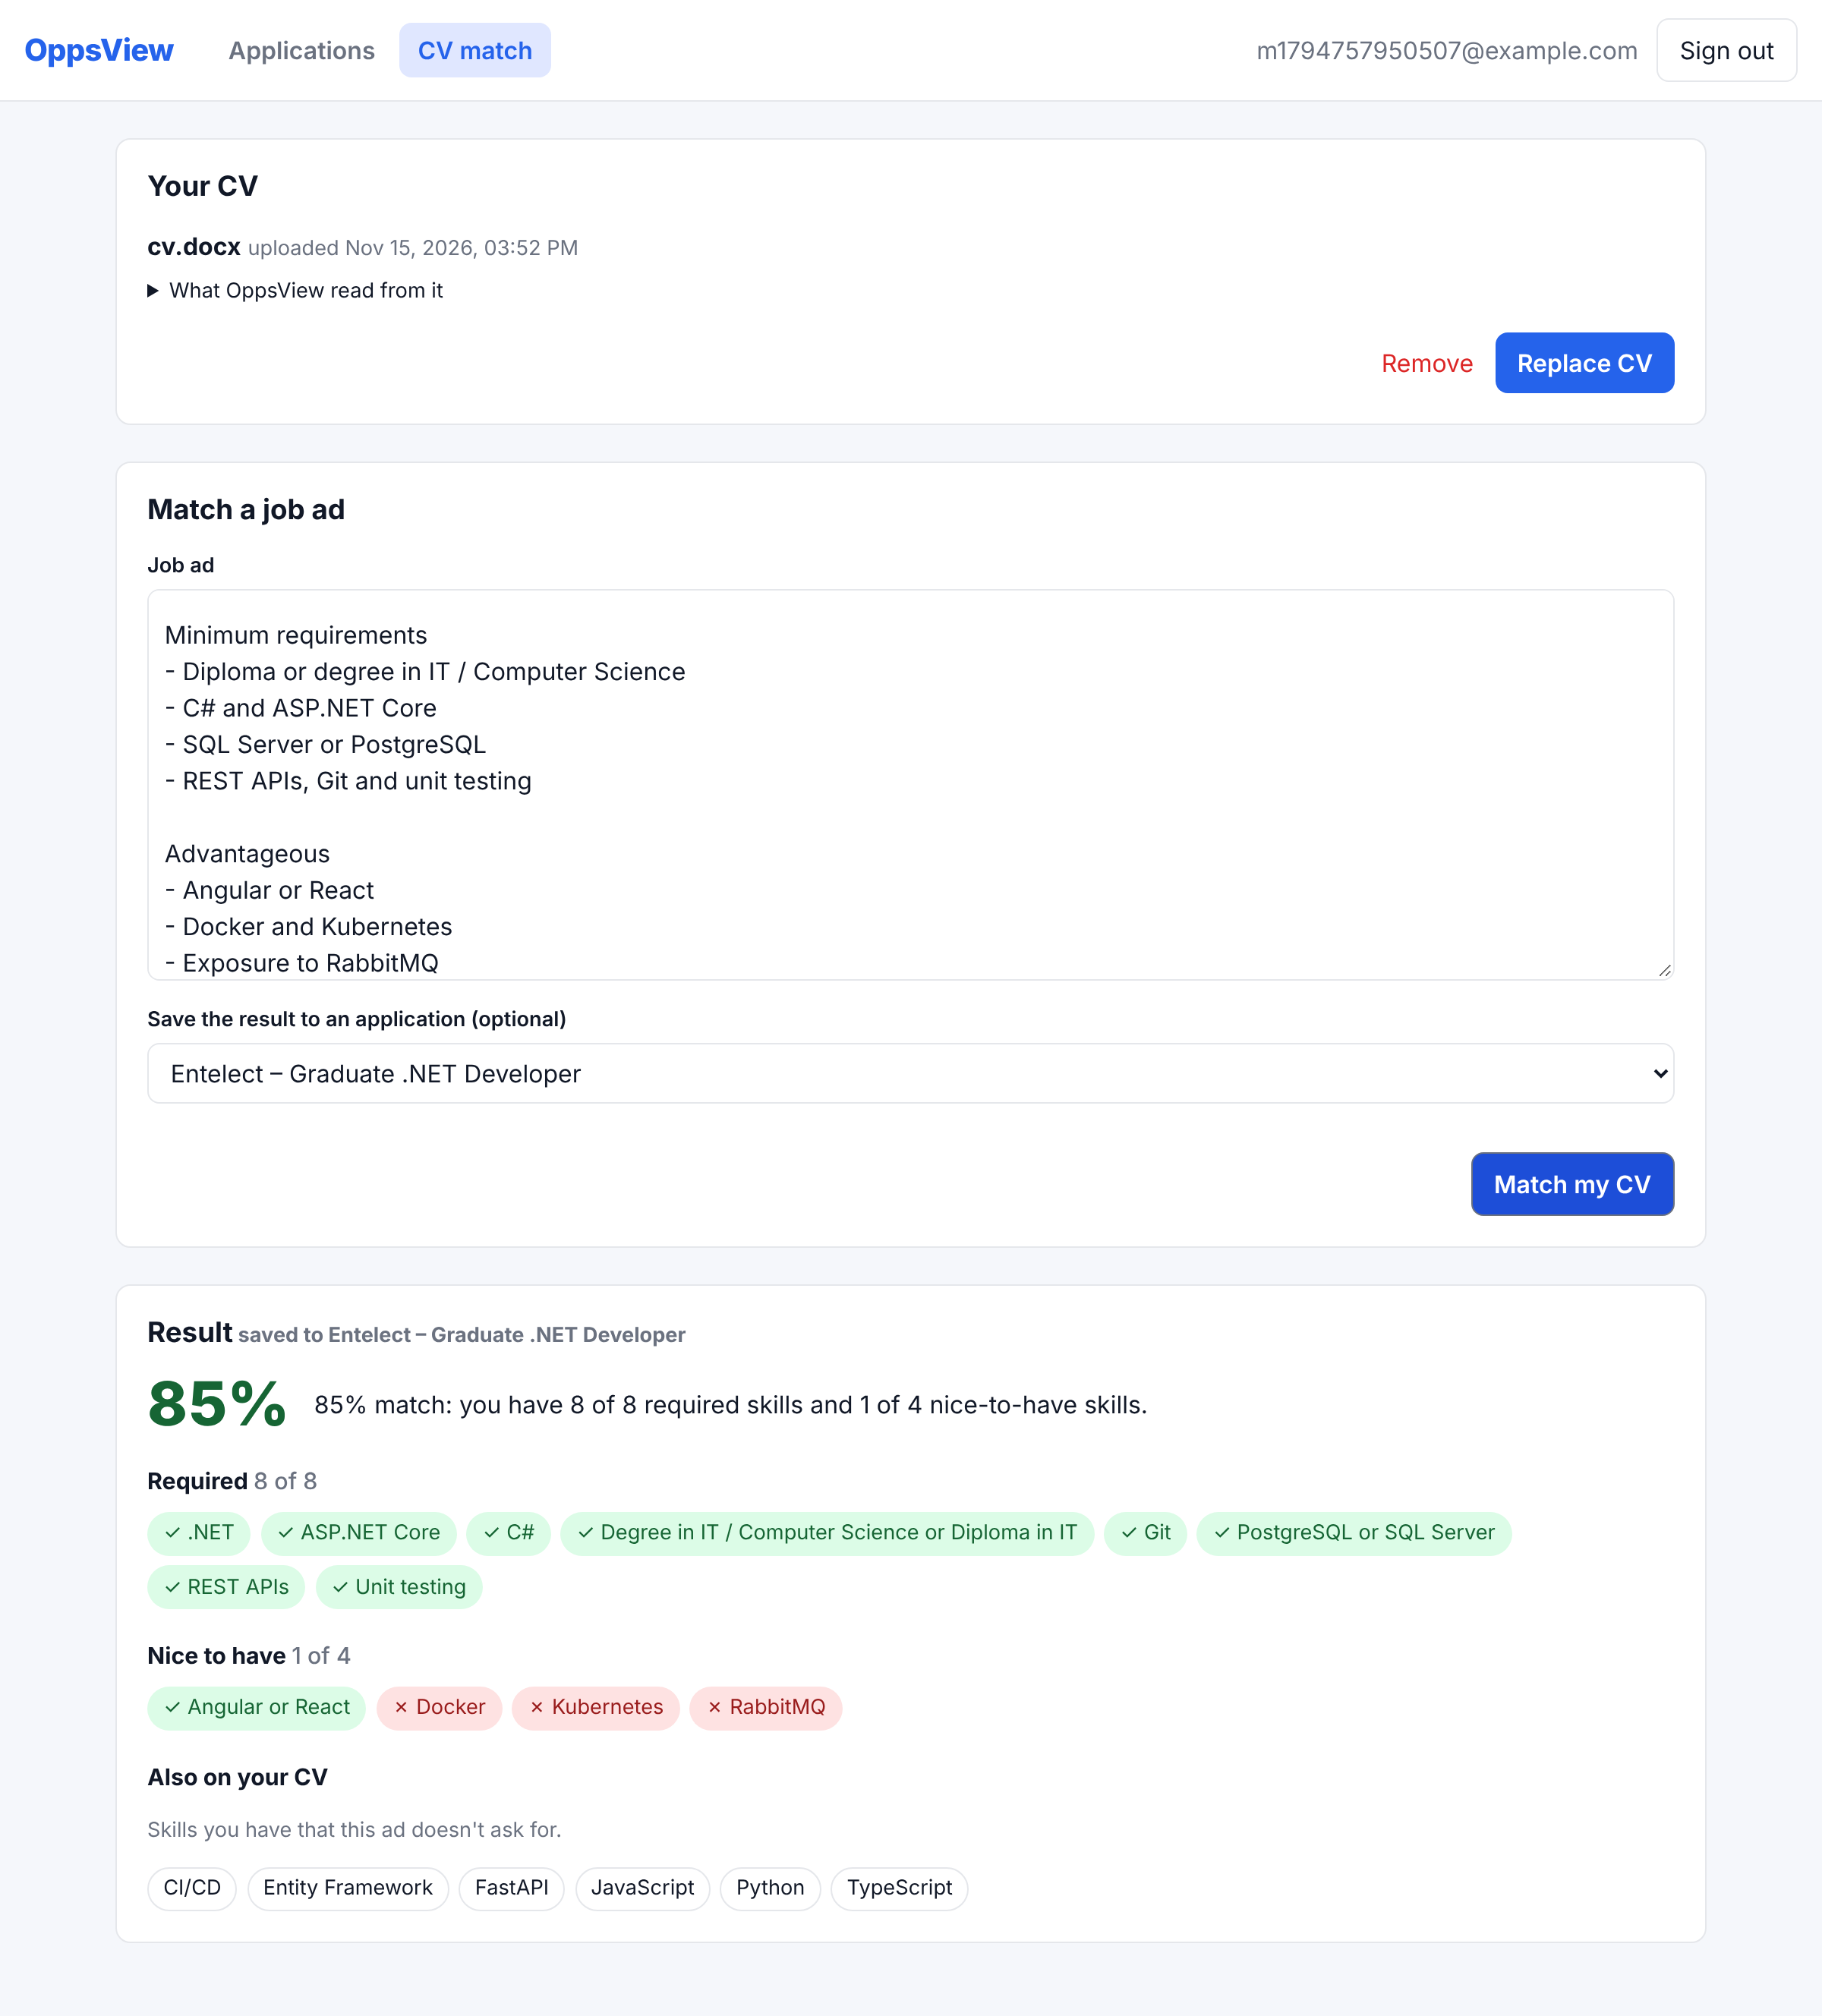 OppsView Applications CV match m1794757950507@example.com Sign out
Your CV
cv.docx uploaded Nov 15, 2026, 03:52 PM
▶ What OppsView read from it
Remove Replace CV
Match a job ad
Job ad
Minimum requirements
- Diploma or degree in IT / Computer Science
- C# and ASP.NET Core
- SQL Server or PostgreSQL
- REST APIs, Git and unit testing
Advantageous
- Angular or React
- Docker and Kubernetes
- Exposure to RabbitMQ
Save the result to an application (optional)
Entelect – Graduate .NET Developer
Match my CV
Result saved to Entelect – Graduate .NET Developer
85% 85% match: you have 8 of 8 required skills and 1 of 4 nice-to-have skills.
Required 8 of 8
✓ .NET ✓ ASP.NET Core ✓ C# ✓ Degree in IT / Computer Science or Diploma in IT ✓ Git ✓ PostgreSQL or SQL Server
✓ REST APIs ✓ Unit testing
Nice to have 1 of 4
✓ Angular or React × Docker × Kubernetes × RabbitMQ
Also on your CV
Skills you have that this ad doesn't ask for.
CI/CD Entity Framework FastAPI JavaScript Python TypeScript